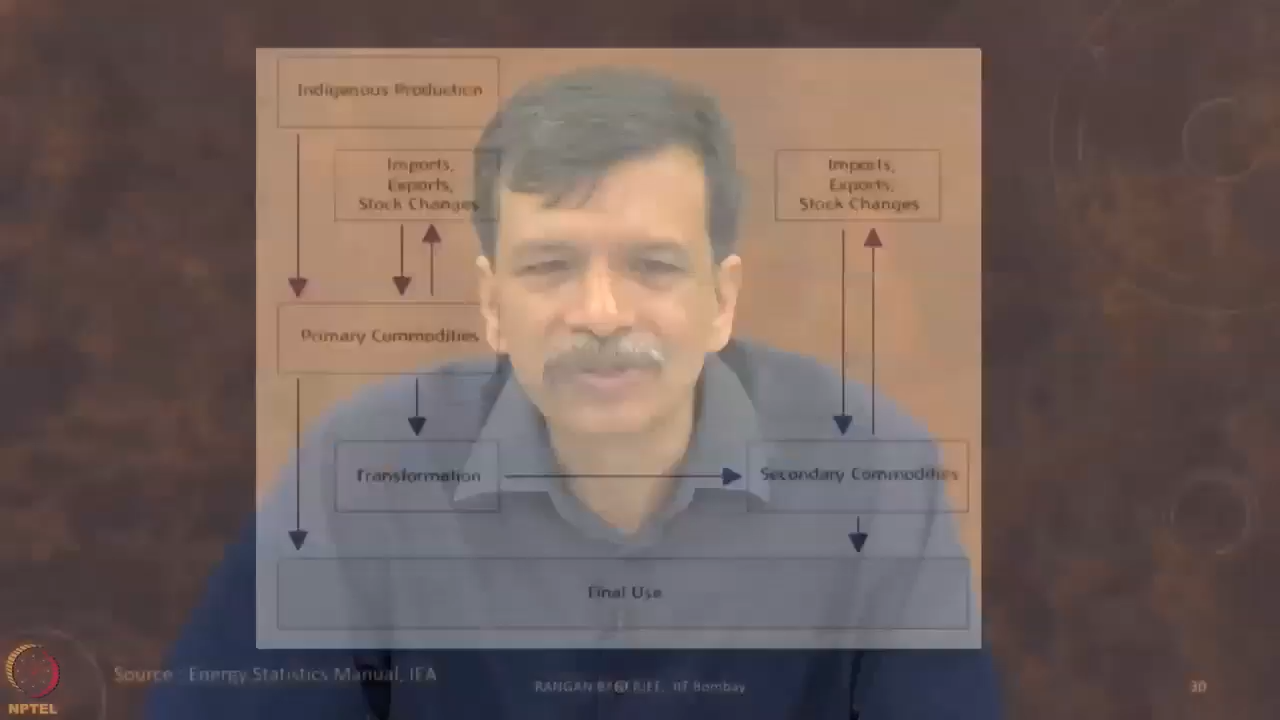 Indigenous Production
Imports,
Exports,
Stock Changes
Imports,
Exports,
Stock Changes
Primary Commodities
Transformation
Secondary Commodities
Final Use
Source : Energy Statistics Manual, IEA
RANGAN IIT Bombay
30
NPTEL